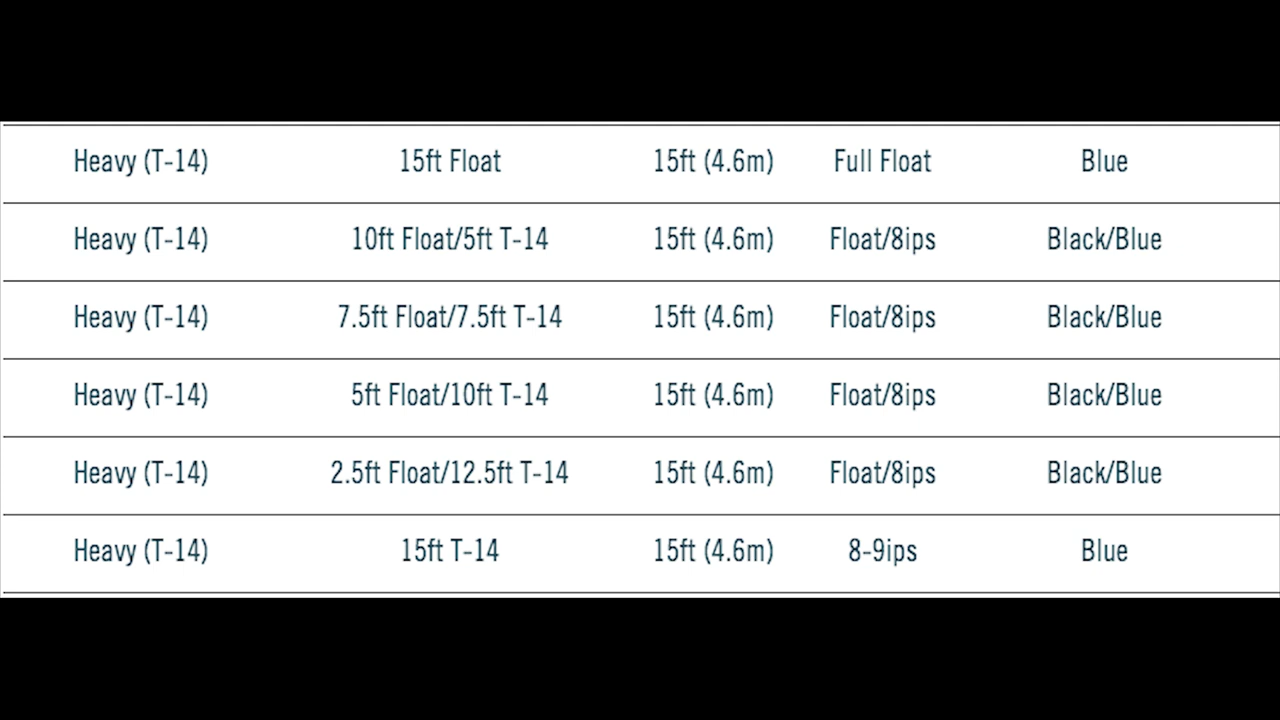 Heavy (T-14) 15ft Float 15ft (4.6m) Full Float Blue
Heavy (T-14) 10ft Float/5ft T-14 15ft (4.6m) Float/8ips Black/Blue
Heavy (T-14) 7.5ft Float/7.5ft T-14 15ft (4.6m) Float/8ips Black/Blue
Heavy (T-14) 5ft Float/10ft T-14 15ft (4.6m) Float/8ips Black/Blue
Heavy (T-14) 2.5ft Float/12.5ft T-14 15ft (4.6m) Float/8ips Black/Blue
Heavy (T-14) 15ft T-14 15ft (4.6m) 8-9ips Blue